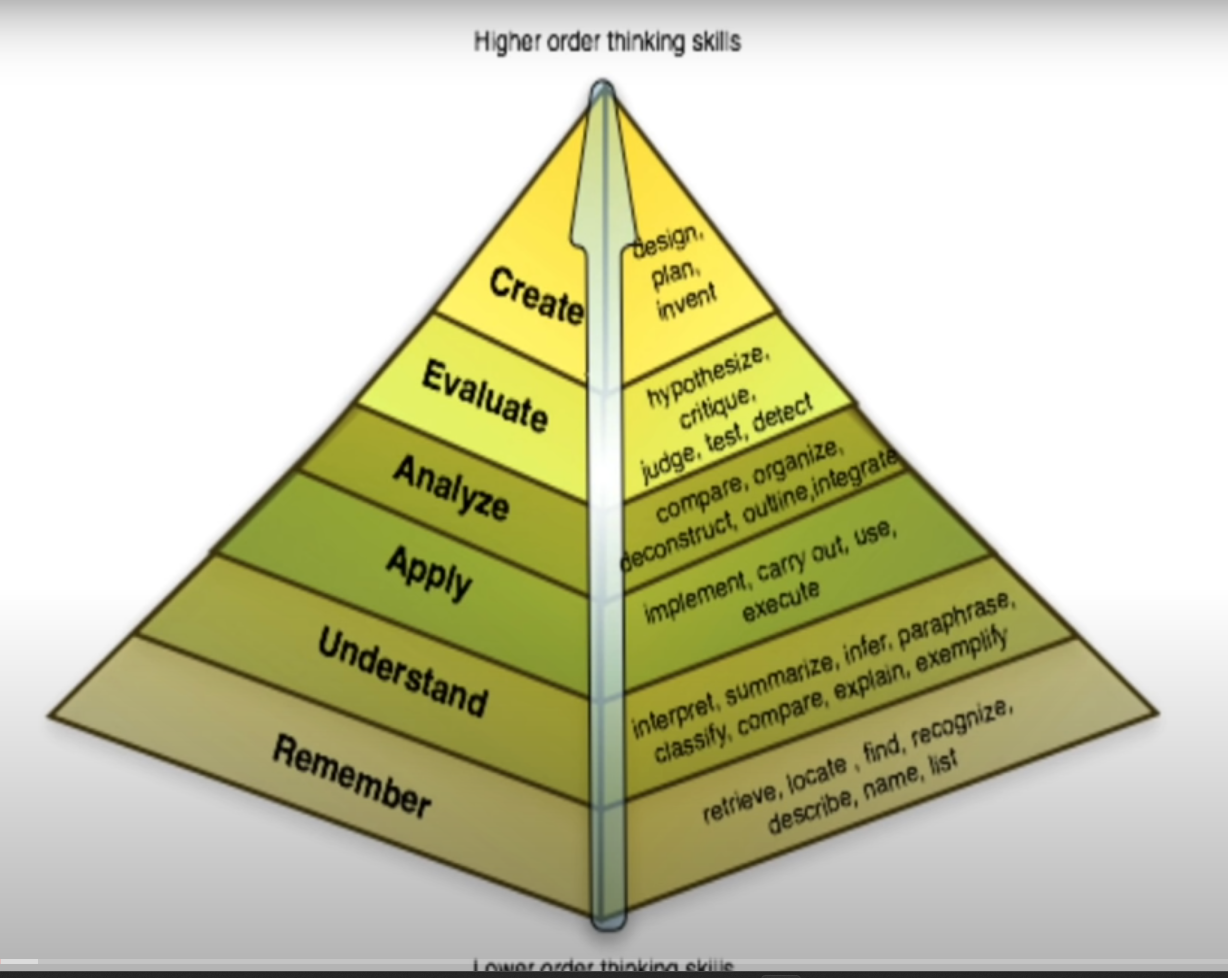 Higher order thinking skills
Create
design,
plan,
invent
Evaluate
hypothesize,
critique,
judge, test, detect
Analyze
compare, organize,
deconstruct, outline,integrate
Apply
implement, carry out, use,
execute
Understand
interpret, summarize, infer, paraphrase,
classify, compare, explain, exemplify
Remember
retrieve, locate , find, recognize,
describe, name, list
Lower order thinking skills